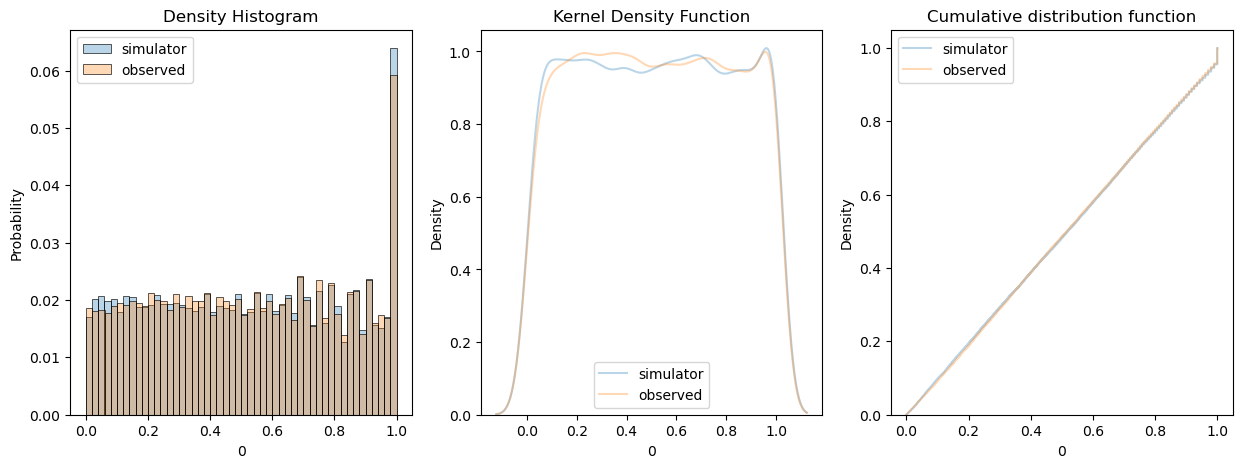 Density Histogram
simulator
observed
Probability
0.06
0.05
0.04
0.03
0.02
0.01
0.00
0.0 0.2 0.4 0.6 0.8 1.0
0
Kernel Density Function
Density
1.0
0.8
0.6
0.4
0.2
0.0
simulator
observed
0.0 0.2 0.4 0.6 0.8 1.0
0
Cumulative distribution function
simulator
observed
Density
1.0
0.8
0.6
0.4
0.2
0.0
0.0 0.2 0.4 0.6 0.8 1.0
0